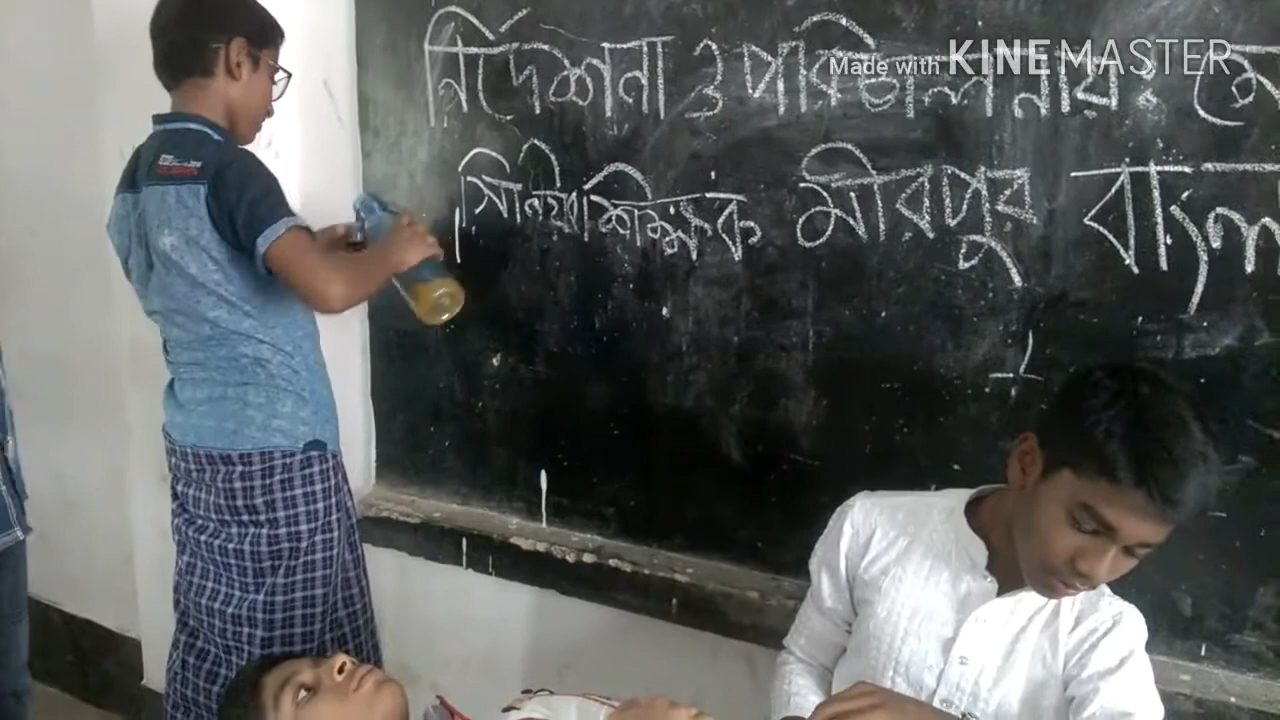 Made with KINEMASTER
নির্দেশনা ও পরিচালনায়ঃ মো
সিনিয়র শিক্ষক মীরপুর বাংল